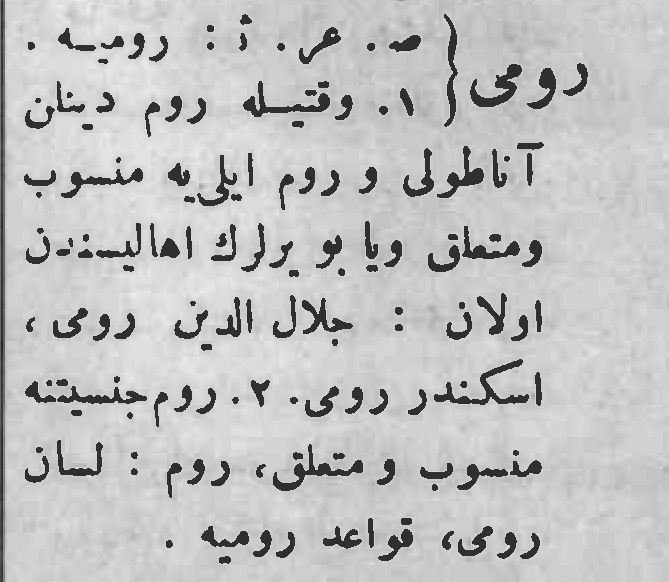 رومی { ص. عر. ث : رومیه .
۱. وقتیله روم دینان
آناطولی و روم ایلی یه منسوب
ومتعلق ویا بو یرلرك اهالیسندن
اولان : جلال الدین رومی،
اسکندر رومی. ۲. روم جنسیتنه
منسوب و متعلق، روم : لسان
رومی، قواعد رومیه .